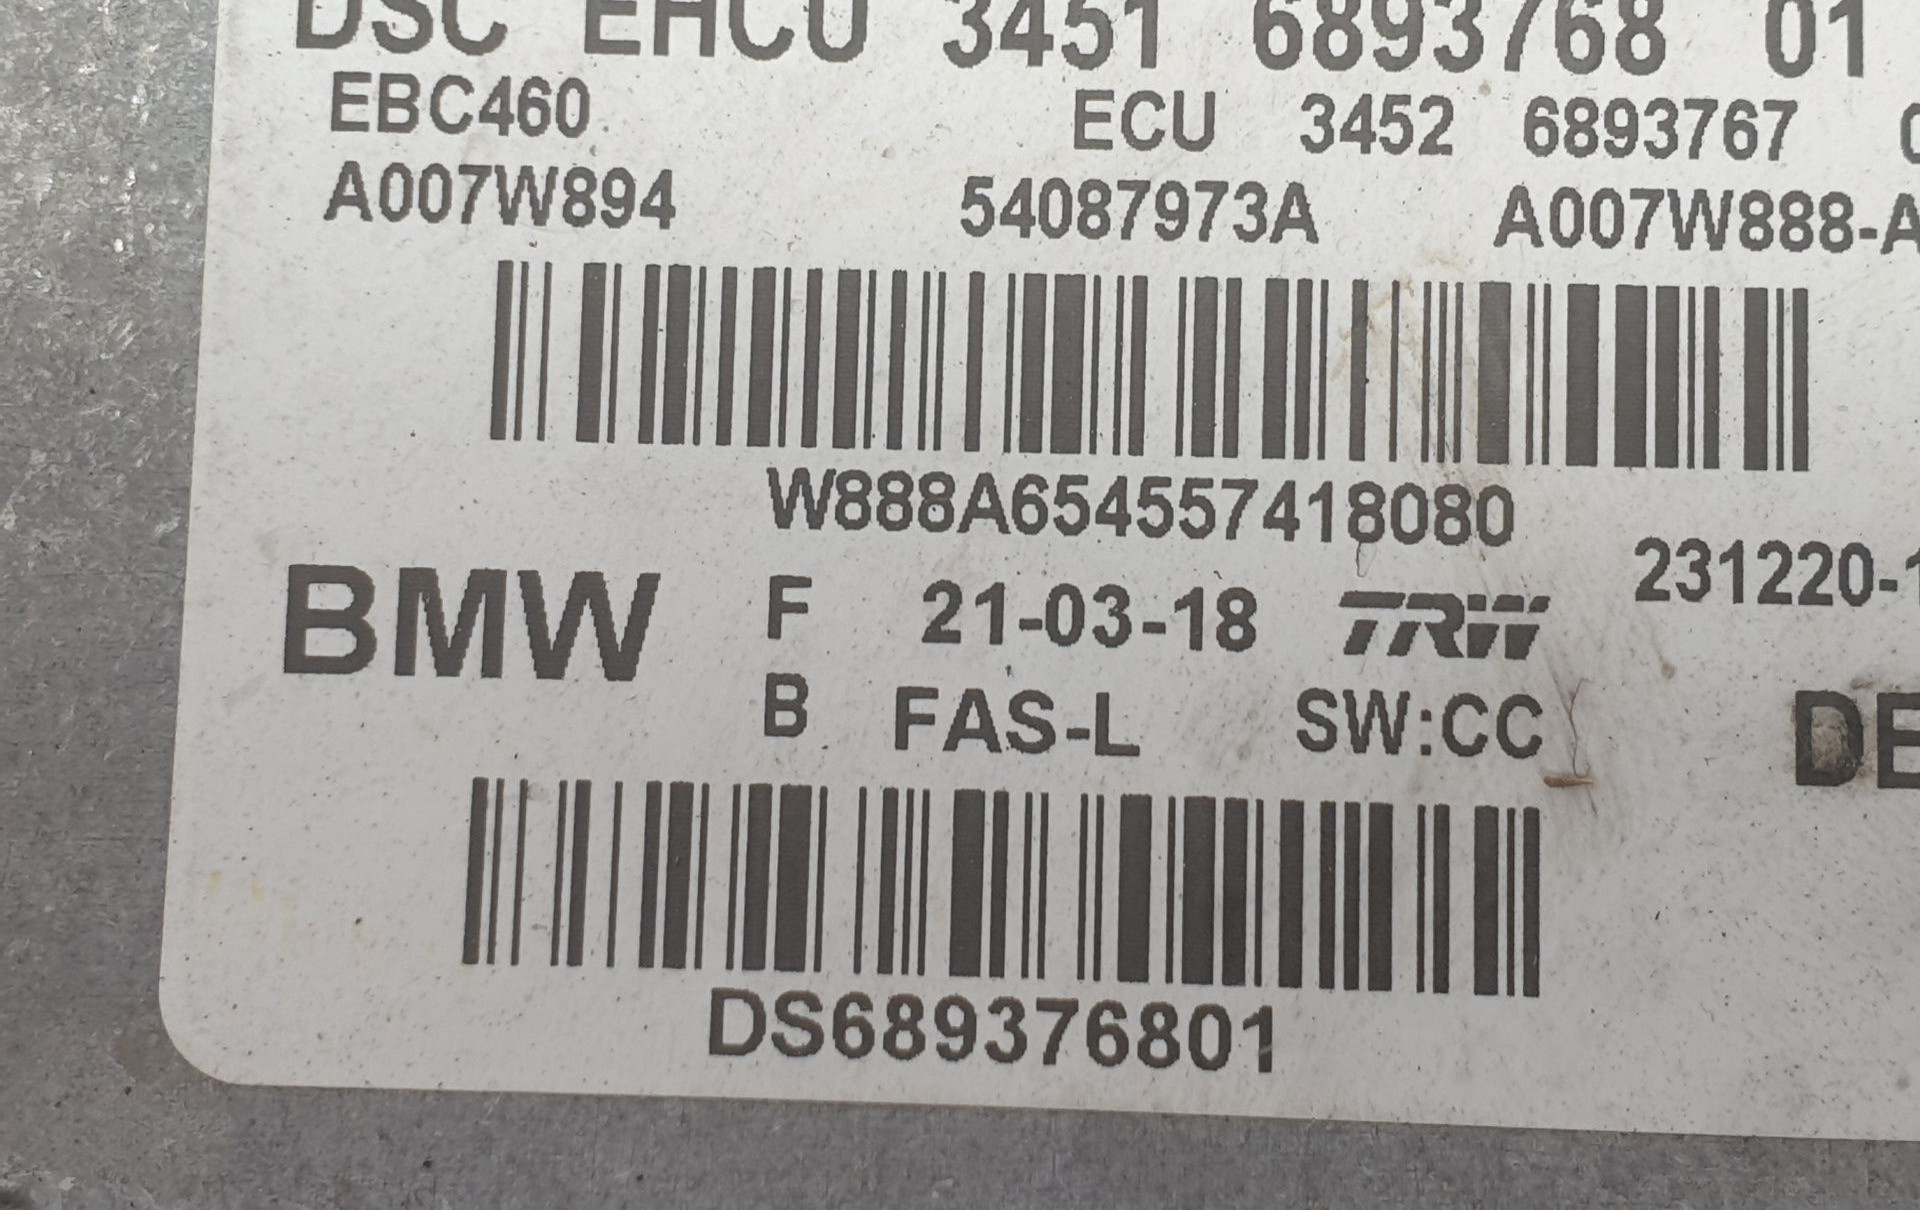 DSC EHCU 3451 6893768 01
EBC460 ECU 3452 6893767
A007W894 54087973A A007W888-A
W888A654557418080
231220-1
BMW F 21-03-18 TRW
B FAS-L SW:CC DE
DS689376801